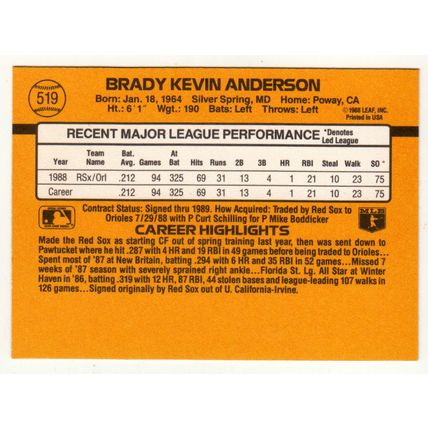 519
BRADY KEVIN ANDERSON
Born: Jan. 18, 1964 Silver Spring, MD Home: Poway, CA
Ht.: 6'1" Wgt.: 190 Bats: Left Throws: Left
©1988 LEAF, INC.
Printed in USA
RECENT MAJOR LEAGUE PERFORMANCE *Denotes Led League
Year Team Name Bat. Avg. Games At Bat Hits Runs 2B 3B HR RBI Steal Walk SO*
1988 RSx/Orl .212 94 325 69 31 13 4 1 21 10 23 75
Career .212 94 325 69 31 13 4 1 21 10 23 75
Contract Status: Signed thru 1989. How Acquired: Traded by Red Sox to
Orioles 7/29/88 with P Curt Schilling for P Mike Boddicker
CAREER HIGHLIGHTS
Made the Red Sox as starting CF out of spring training last year, then was sent down to
Pawtucket where he hit .287 with 4 HR and 19 RBI in 49 games before being traded to Orioles...
Spent most of '87 at New Britain, batting .294 with 6 HR and 35 RBI in 52 games... Missed 7
weeks of '87 season with severely sprained right ankle... Florida St. Lg. All Star at Winter
Haven in '86, batting .319 with 12 HR, 87 RBI, 44 stolen bases and league-leading 107 walks in
126 games... Signed originally by Red Sox out of U. California-Irvine.